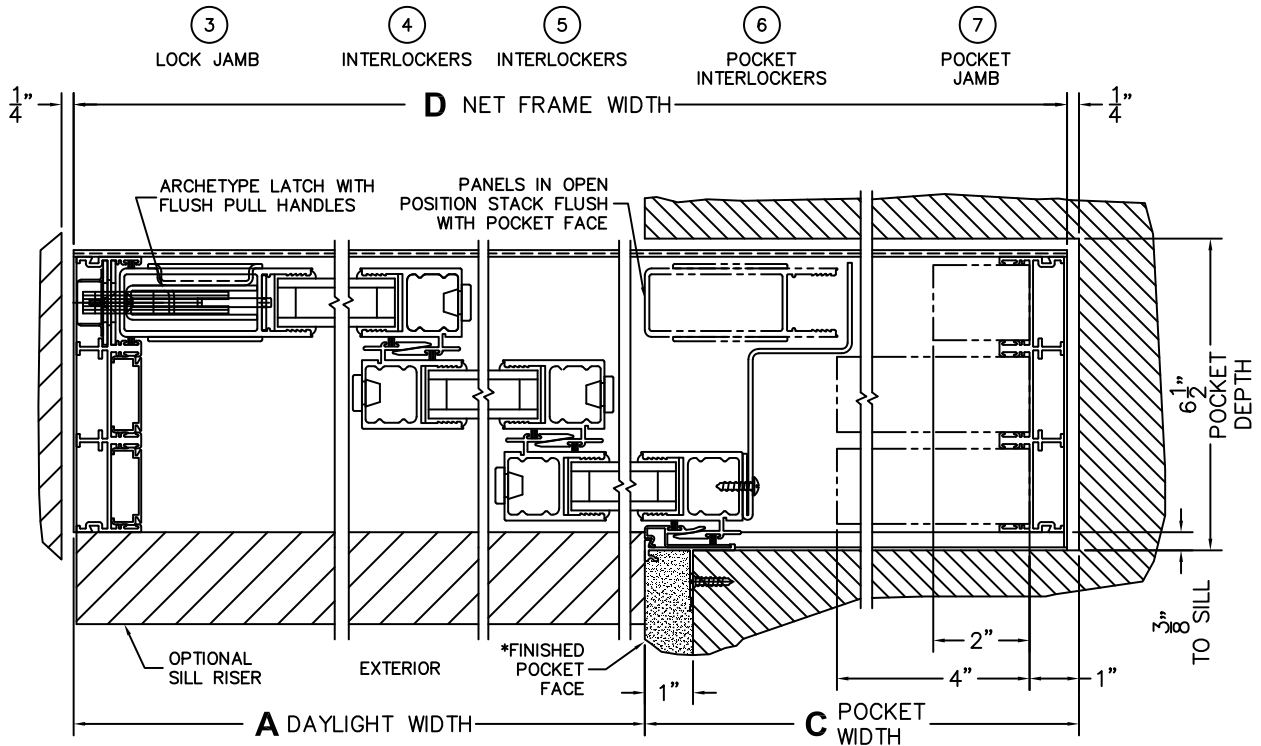 3 4 5 6 7
LOCK JAMB INTERLOCKERS INTERLOCKERS POCKET INTERLOCKERS POCKET JAMB
1/4" D NET FRAME WIDTH 1/4"
ARCHETYPE LATCH WITH
FLUSH PULL HANDLES
PANELS IN OPEN
POSITION STACK FLUSH
WITH POCKET FACE
6 1/2"
POCKET
DEPTH
3/8"
TO SILL
OPTIONAL
SILL RISER
EXTERIOR
*FINISHED
POCKET
FACE
2"
1" 4" 1"
A DAYLIGHT WIDTH
C POCKET
WIDTH